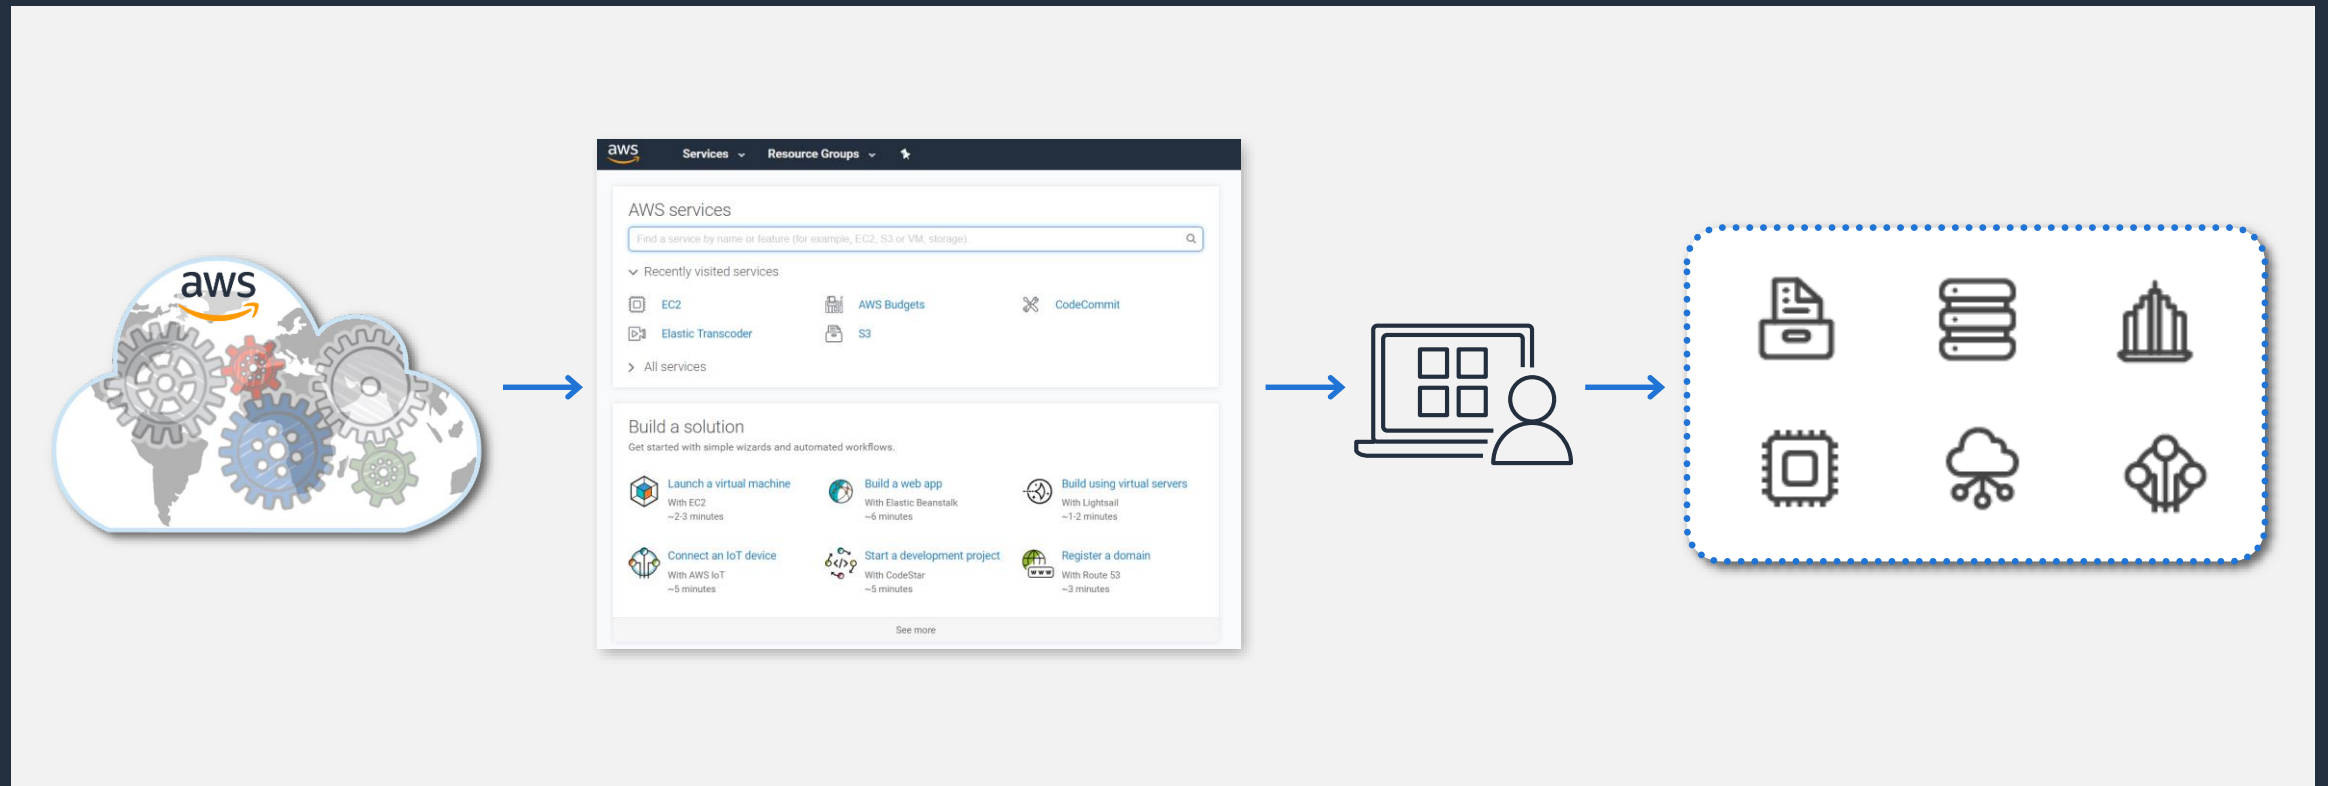 aws
aws Services Resource Groups
AWS services
Find a service by name or feature (for example, EC2, S3 or VM, storage).
Recently visited services
EC2 AWS Budgets CodeCommit
Elastic Transcoder S3
All services
Build a solution
Get started with simple wizards and automated workflows.
Launch a virtual machine
With EC2
~2-3 minutes
Build a web app
With Elastic Beanstalk
~6 minutes
Build using virtual servers
With Lightsail
~1-2 minutes
Connect an IoT device
With AWS IoT
~5 minutes
Start a development project
With CodeStar
~5 minutes
Register a domain
With Route 53
~3 minutes
WWW
See more